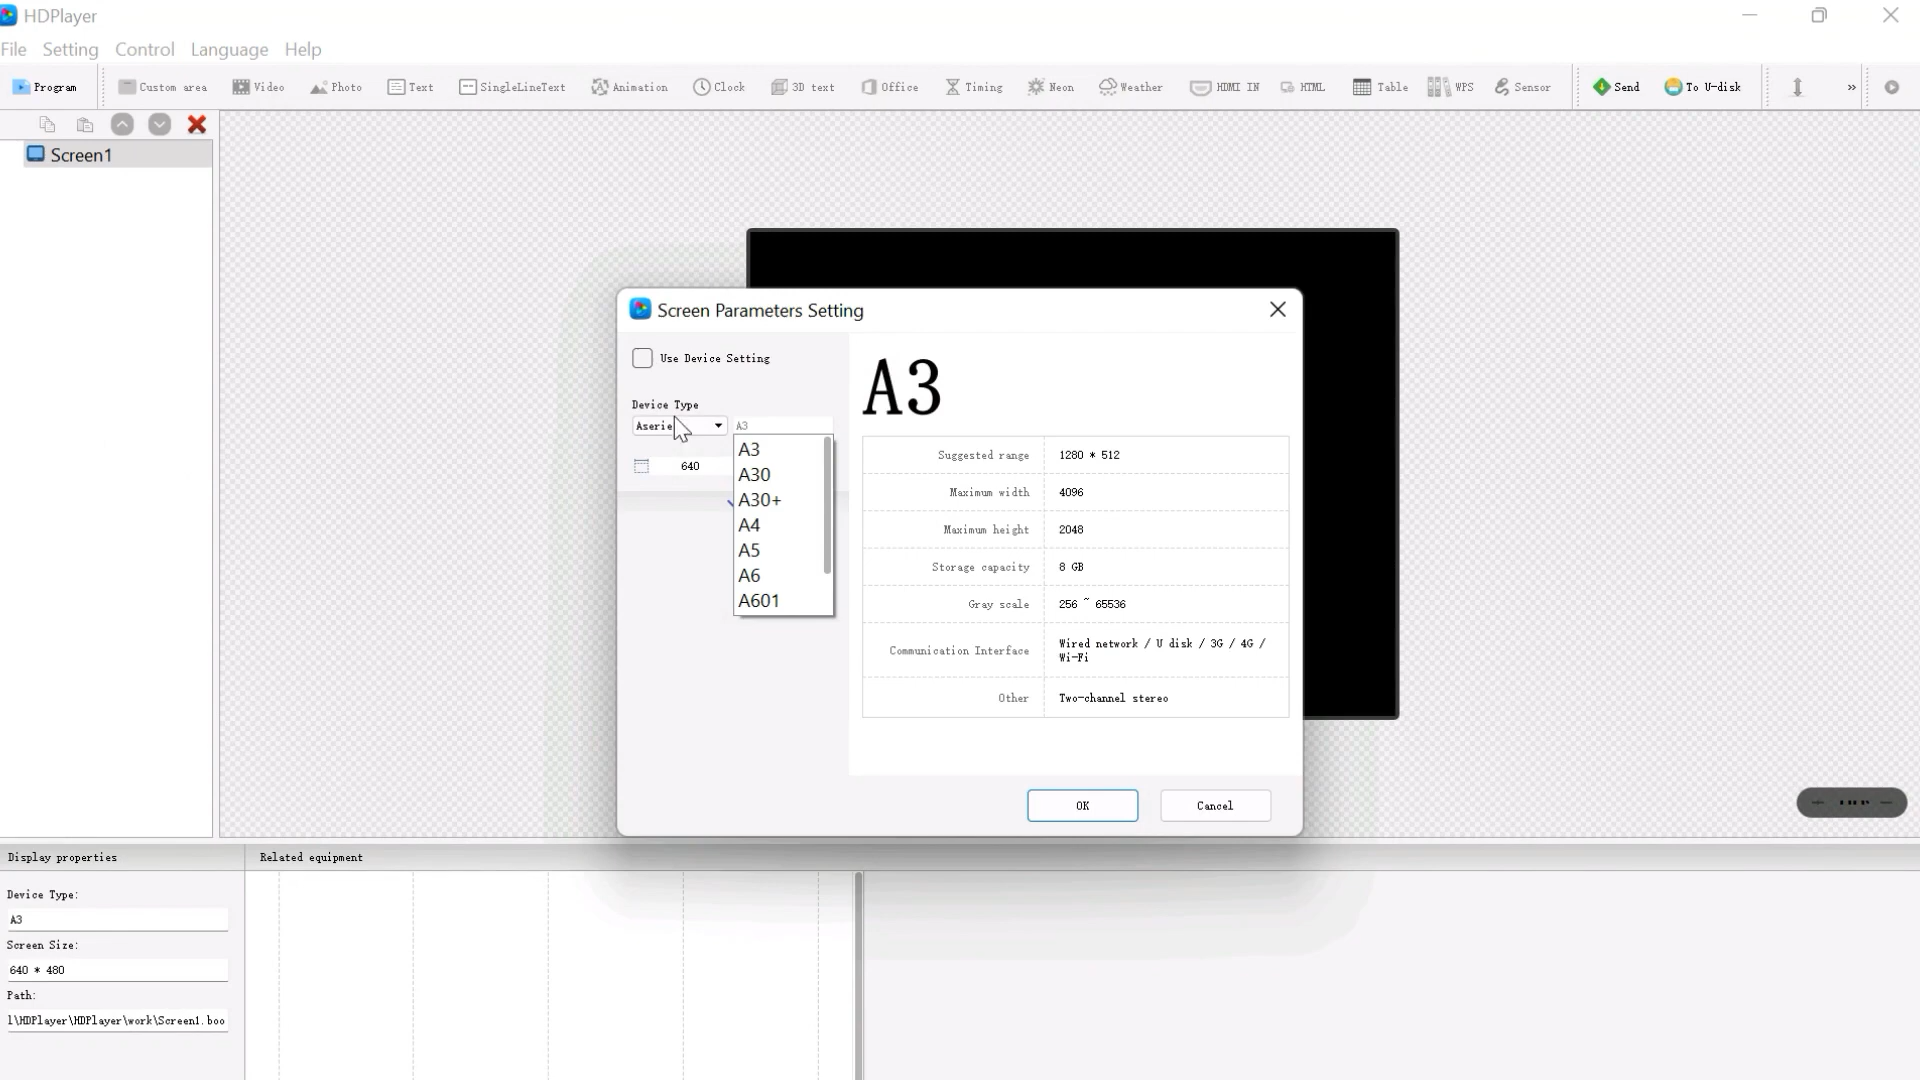 HDPlayer
File Setting Control Language Help
Program Custom area Video Photo Text SingleLineText Animation Clock 3D text Office Timing Neon Weather HDMI IN HTML Table WPS Sensor Send To U-disk »
Screen1
Screen Parameters Setting
Use Device Setting
Device Type
Aserie
A3
640
A3
A30
A30+
A4
A5
A6
A601
A3
Suggested range 1280 * 512
Maximum width 4096
Maximum height 2048
Storage capacity 8 GB
Gray scale 256 ~ 65536
Communication Interface Wired network / U disk / 3G / 4G /
Wi-Fi
Other Two-channel stereo
OK Cancel
Display properties Related equipment
Device Type:
A3
Screen Size:
640 * 480
Path:
l\HDPlayer\HDPlayer\work\Screen1.boo